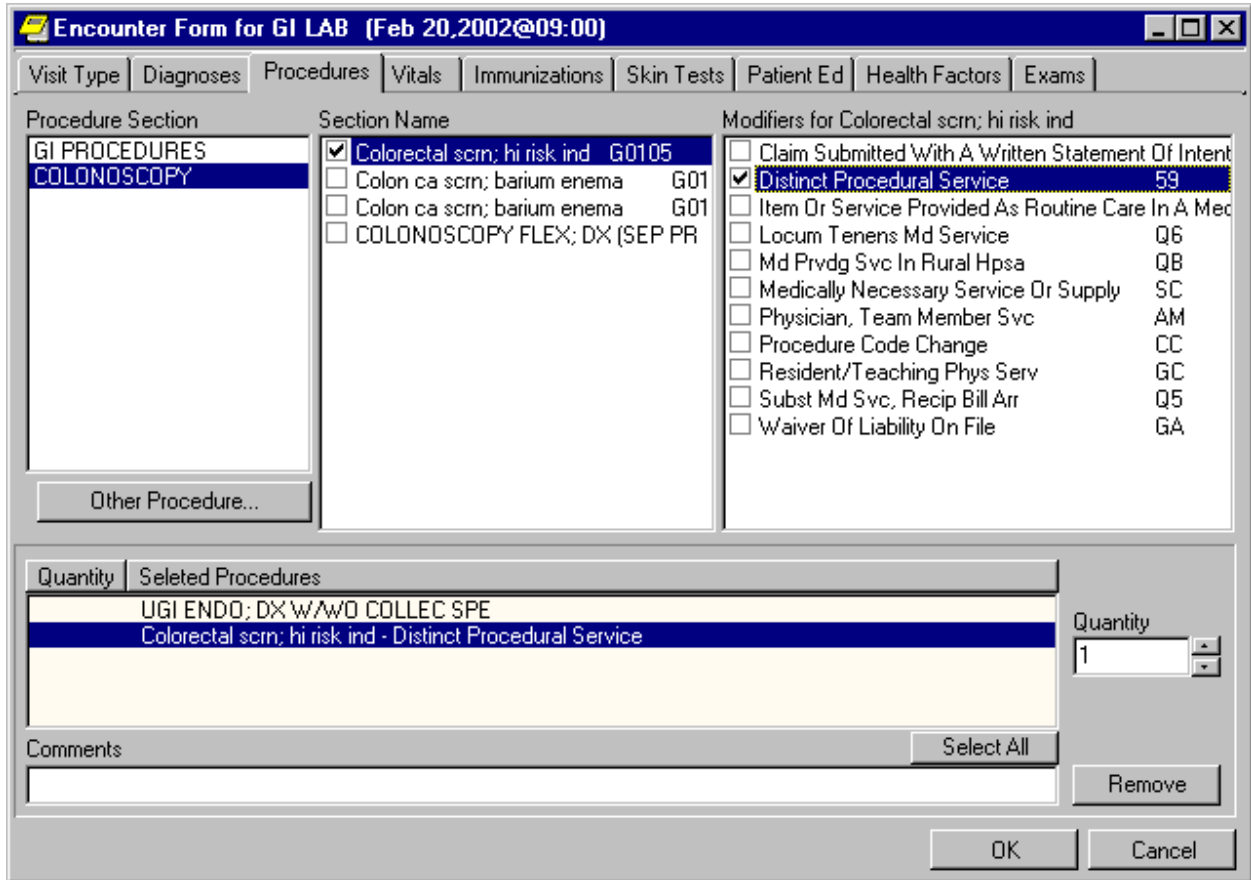 Encounter Form for GI LAB (Feb 20,2002@09:00)
Visit Type Diagnoses Procedures Vitals Immunizations Skin Tests Patient Ed Health Factors Exams
Procedure Section
GI PROCEDURES
COLONOSCOPY
Other Procedure...
Section Name
Colorectal scrn; hi risk ind G0105
Colon ca scrn; barium enema G01
Colon ca scrn; barium enema G01
COLONOSCOPY FLEX; DX (SEP PR
Modifiers for Colorectal scrn; hi risk ind
Claim Submitted With A Written Statement Of Intent
Distinct Procedural Service 59
Item Or Service Provided As Routine Care In A Med
Locum Tenens Md Service Q6
Md Prvdg Svc In Rural Hpsa QB
Medically Necessary Service Or Supply SC
Physician, Team Member Svc AM
Procedure Code Change CC
Resident/Teaching Phys Serv GC
Subst Md Svc, Recip Bill Arr Q5
Waiver Of Liability On File GA
Quantity Seleted Procedures
UGI ENDO; DX W/WO COLLEC SPE
Colorectal scrn; hi risk ind - Distinct Procedural Service
Quantity
1
Comments
Select All
Remove
OK Cancel